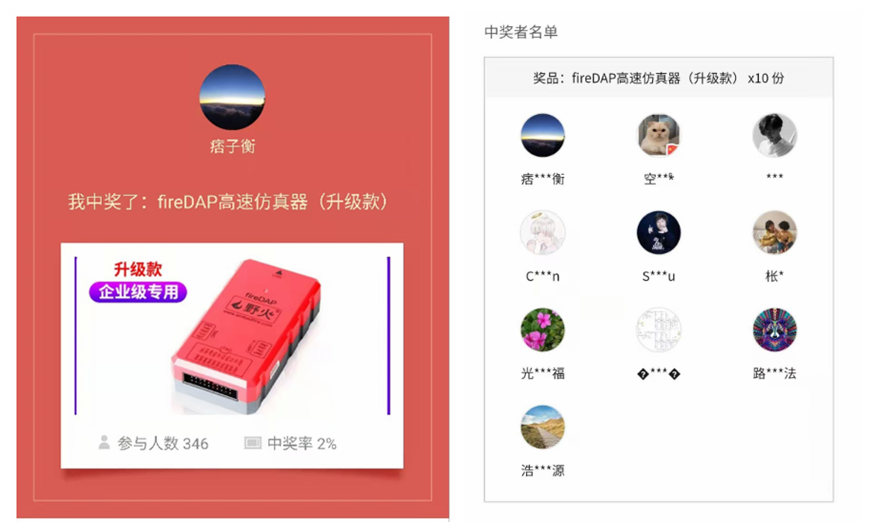 痞子衡
我中奖了：fireDAP高速仿真器（升级款）
升级款
企业级专用
fireDAP
野火
参与人数 346
中奖率 2%
中奖者名单
奖品：fireDAP高速仿真器（升级款） x10 份
痞***衡
***
C***n
S***u
枨*
光***福
�***�
路***法
浩***源